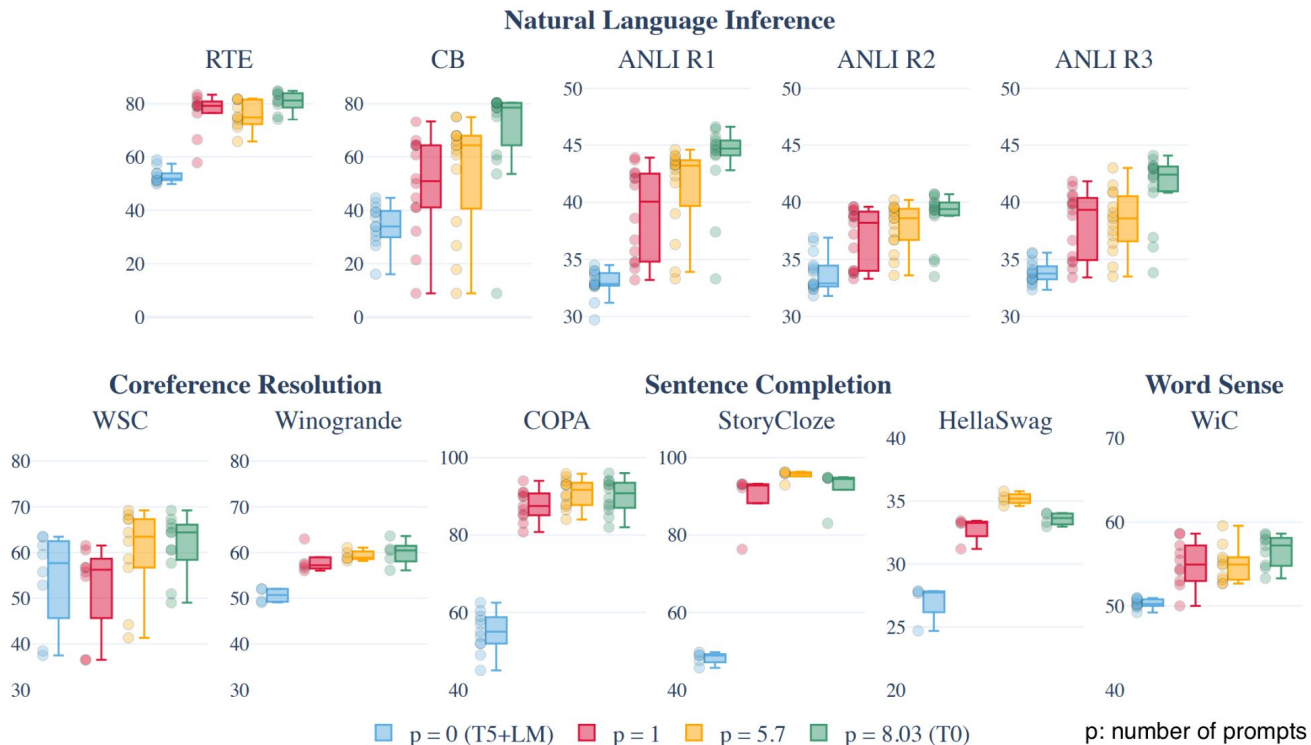 Natural Language Inference
RTE
CB
ANLI R1
ANLI R2
ANLI R3
80
60
40
20
0
80
60
40
20
0
50
45
40
35
30
50
45
40
35
30
50
45
40
35
30
Coreference Resolution
Sentence Completion
Word Sense
WSC
Winogrande
COPA
StoryCloze
HellaSwag
WiC
80
70
60
50
40
30
80
70
60
50
40
30
100
80
60
40
100
80
60
40
40
35
30
25
20
70
60
50
40
p = 0 (T5+LM)
p = 1
p = 5.7
p = 8.03 (T0)
p: number of prompts